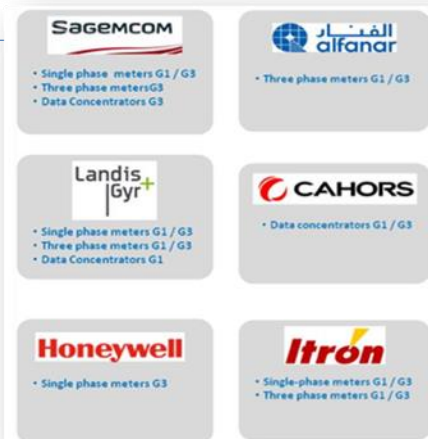 SAGEMCOM
• Single phase meters G1 / G3
• Three phase metersG3
• Data Concentrators G3
الفنار
alfanar
• Three phase meters G1 / G3
Landis
Gyr+
• Single phase meters G1 / G3
• Three phase meters G1 / G3
• Data Concentrators G1
CAHORS
• Data concentrators G1 / G3
Honeywell
• Single phase meters G3
Itrón
• Single-phase meters G1 / G3
• Three phase meters G1 / G3